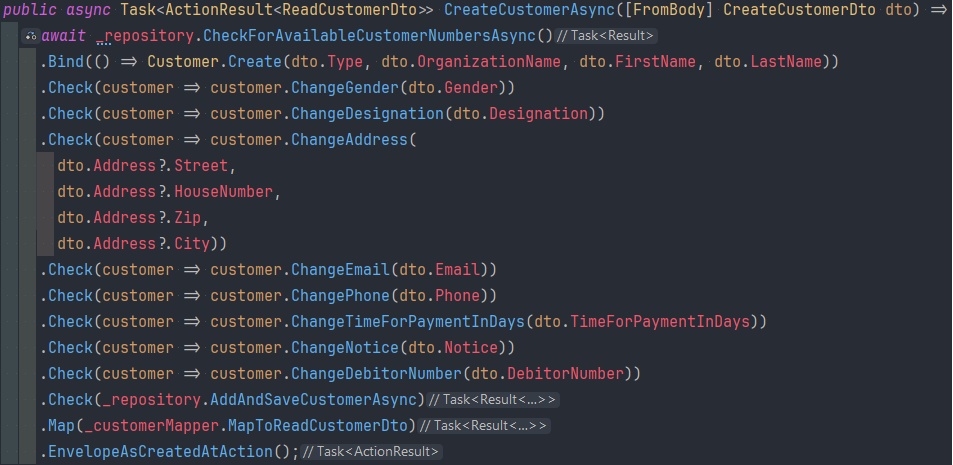 public async Task<ActionResult<ReadCustomerDto>> CreateCustomerAsync([FromBody] CreateCustomerDto dto) =>
await _repository.CheckForAvailableCustomerNumbersAsync() // Task<Result>
.Bind(() => Customer.Create(dto.Type, dto.OrganizationName, dto.FirstName, dto.LastName))
.Check(customer => customer.ChangeGender(dto.Gender))
.Check(customer => customer.ChangeDesignation(dto.Designation))
.Check(customer => customer.ChangeAddress(
dto.Address?.Street,
dto.Address?.HouseNumber,
dto.Address?.Zip,
dto.Address?.City))
.Check(customer => customer.ChangeEmail(dto.Email))
.Check(customer => customer.ChangePhone(dto.Phone))
.Check(customer => customer.ChangeTimeForPaymentInDays(dto.TimeForPaymentInDays))
.Check(customer => customer.ChangeNotice(dto.Notice))
.Check(customer => customer.ChangeDebitorNumber(dto.DebitorNumber))
.Check(_repository.AddAndSaveCustomerAsync) // Task<Result<...>>
.Map(_customerMapper.MapToReadCustomerDto) // Task<Result<...>>
.EnvelopeAsCreatedAtAction(); // Task<ActionResult>